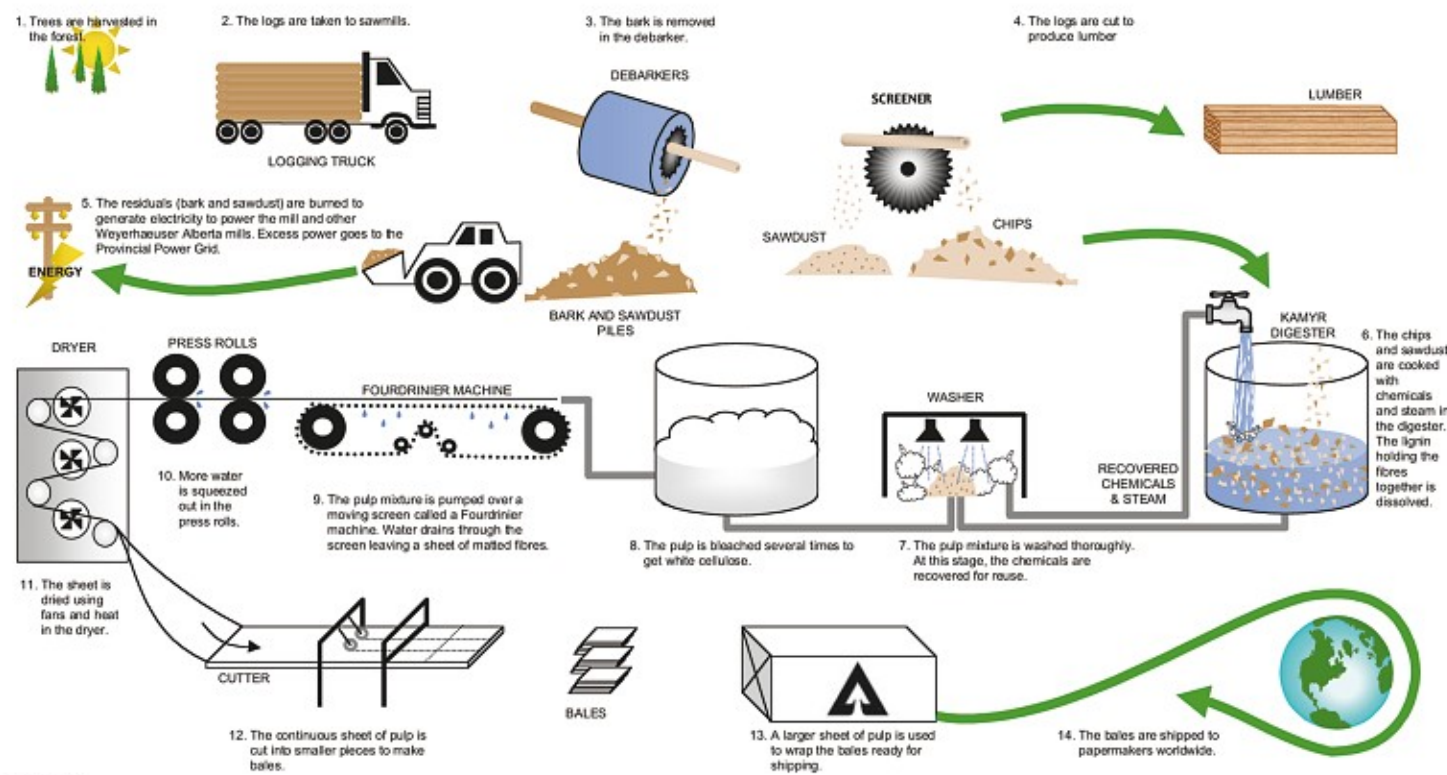 1. Trees are harvested in
the forest.
2. The logs are taken to sawmills.
3. The bark is removed
in the debarker.
4. The logs are cut to
produce lumber
DEBARKERS
SCREENER
LUMBER
LOGGING TRUCK
5. The residuals (bark and sawdust) are burned to
generate electricity to power the mill and other
Weyerhaeuser Alberta mills. Excess power goes to the
Provincial Power Grid.
ENERGY
SAWDUST
CHIPS
BARK AND SAWDUST
PILES
KAMYR
DIGESTER
6. The chips
and sawdust
are cooked
with
chemicals
and steam in
the digester.
The lignin
holding the
fibres
together is
dissolved.
DRYER
PRESS ROLLS
FOURDRINIER MACHINE
WASHER
RECOVERED
CHEMICALS
& STEAM
10. More water
is squeezed
out in the
press rolls.
9. The pulp mixture is pumped over a
moving screen called a Fourdrinier
machine. Water drains through the
screen leaving a sheet of matted fibres.
8. The pulp is bleached several times to
get white cellulose.
7. The pulp mixture is washed thoroughly.
At this stage, the chemicals are
recovered for reuse.
11. The sheet is
dried using
fans and heat
in the dryer.
CUTTER
BALES
12. The continuous sheet of pulp is
cut into smaller pieces to make
bales.
13. A larger sheet of pulp is used
to wrap the bales ready for
shipping.
14. The bales are shipped to
papermakers worldwide.